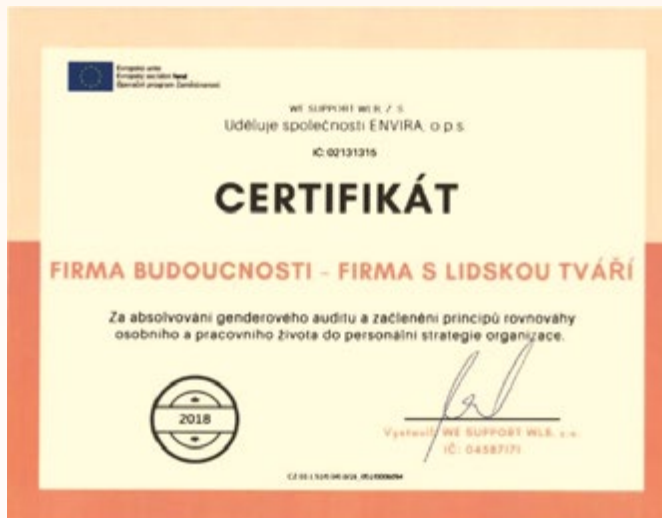 Evropská unie
Evropský sociální fond
Operační program Zaměstnanost
WE SUPPORT WLB, Z. S.
Uděluje společnosti ENVIRA, o.p.s.
IČ: 02131315
CERTIFIKÁT
FIRMA BUDOUCNOSTI - FIRMA S LIDSKOU TVÁŘÍ
Za absolvování genderového auditu a začlenění principů rovnováhy
osobního a pracovního života do personální strategie organizace.
2018
Vystavil: WE SUPPORT WLB, z.s.
IČ: 04587171